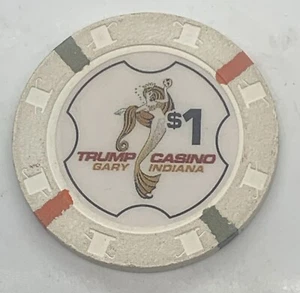 $1
TRUMP CASINO
GARY INDIANA